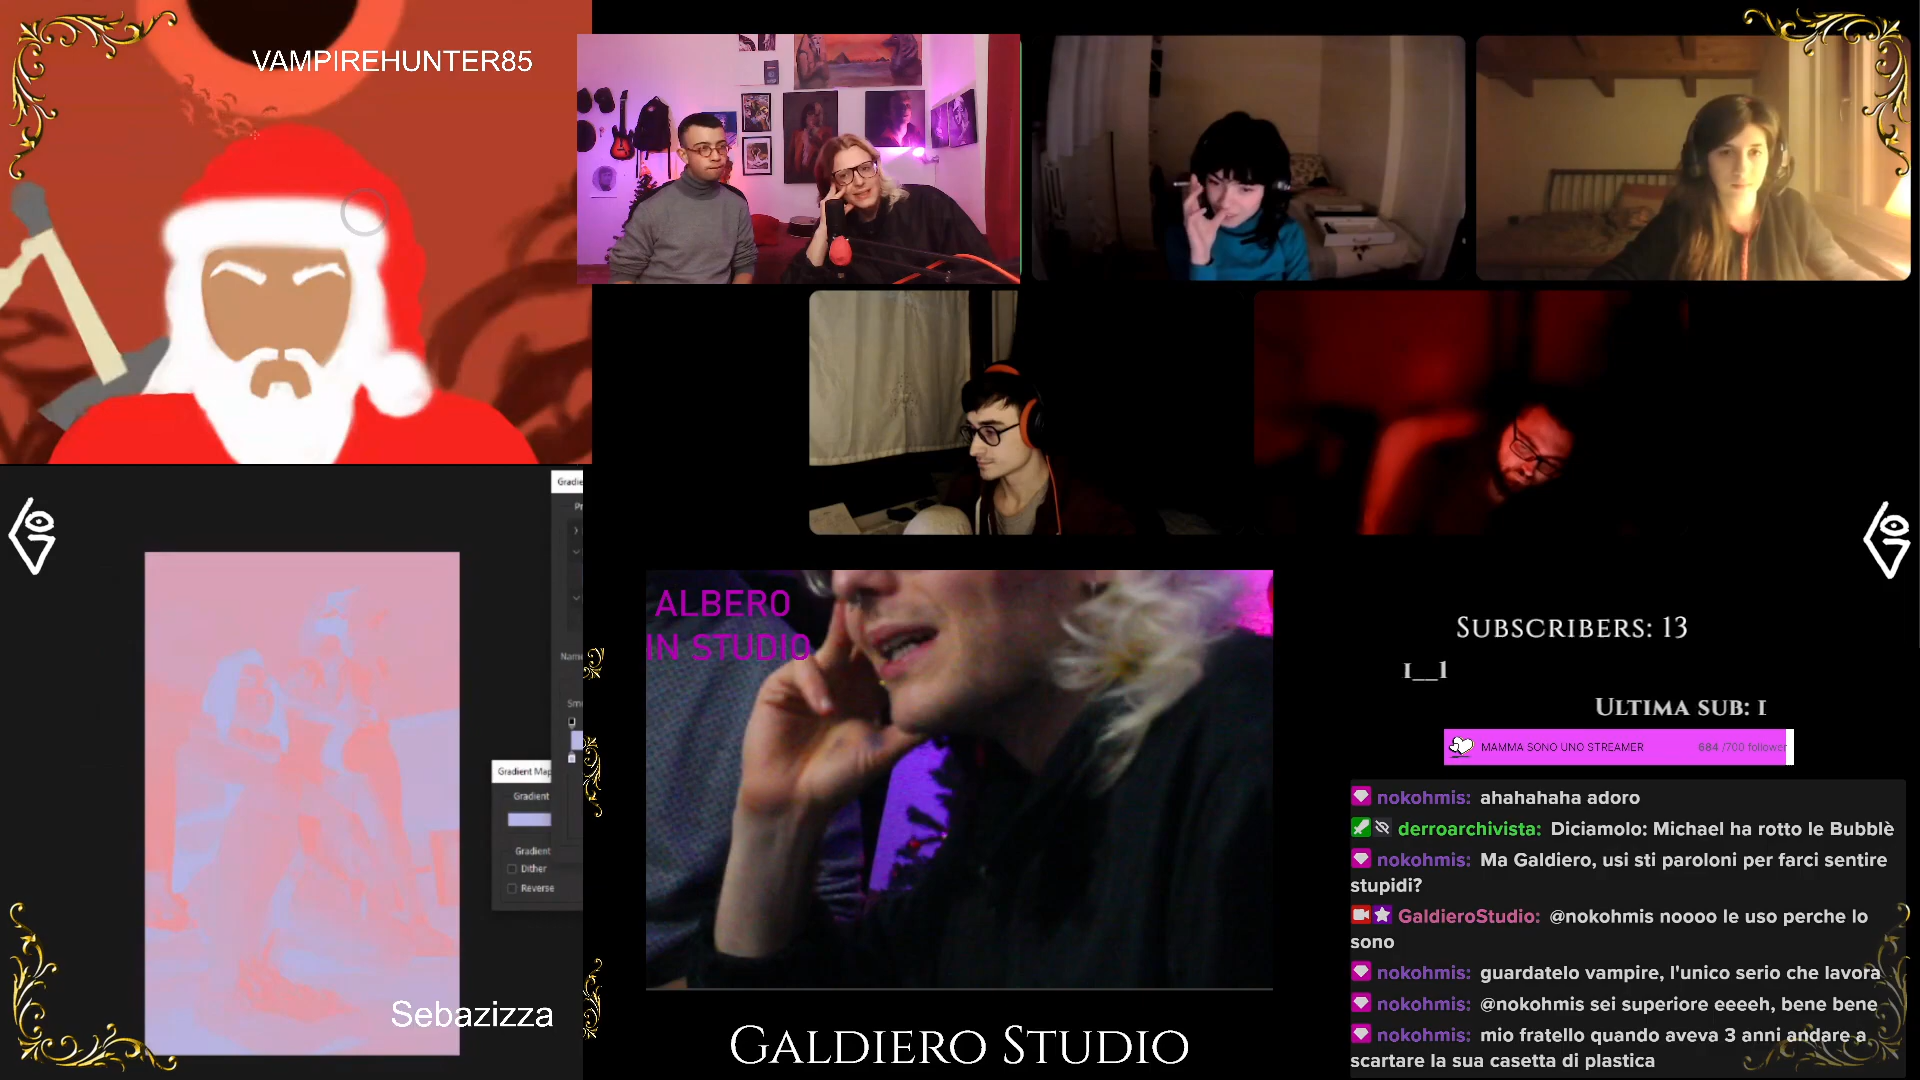 VAMPIREHUNTER85
Gradie
Name
Gradient Map
Gradient
Gradient
Dither
Reverse
Sebazizza
ALBERO
IN STUDIO
GALDIERO STUDIO
SUBSCRIBERS: 13
I__I
ULTIMA SUB: I
MAMMA SONO UNO STREAMER 684 /700 follower
nokohmis: ahahahaha adoro
derroarchivista: Diciamolo: Michael ha rotto le Bubblè
nokohmis: Ma Galdiero, usi sti paroloni per farci sentire
stupidi?
GaldieroStudio: @nokohmis noooo le uso perche lo
sono
nokohmis: guardatelo vampire, l'unico serio che lavora
nokohmis: @nokohmis sei superiore eeeeh, bene bene
nokohmis: mio fratello quando aveva 3 anni andare a
scartare la sua casetta di plastica